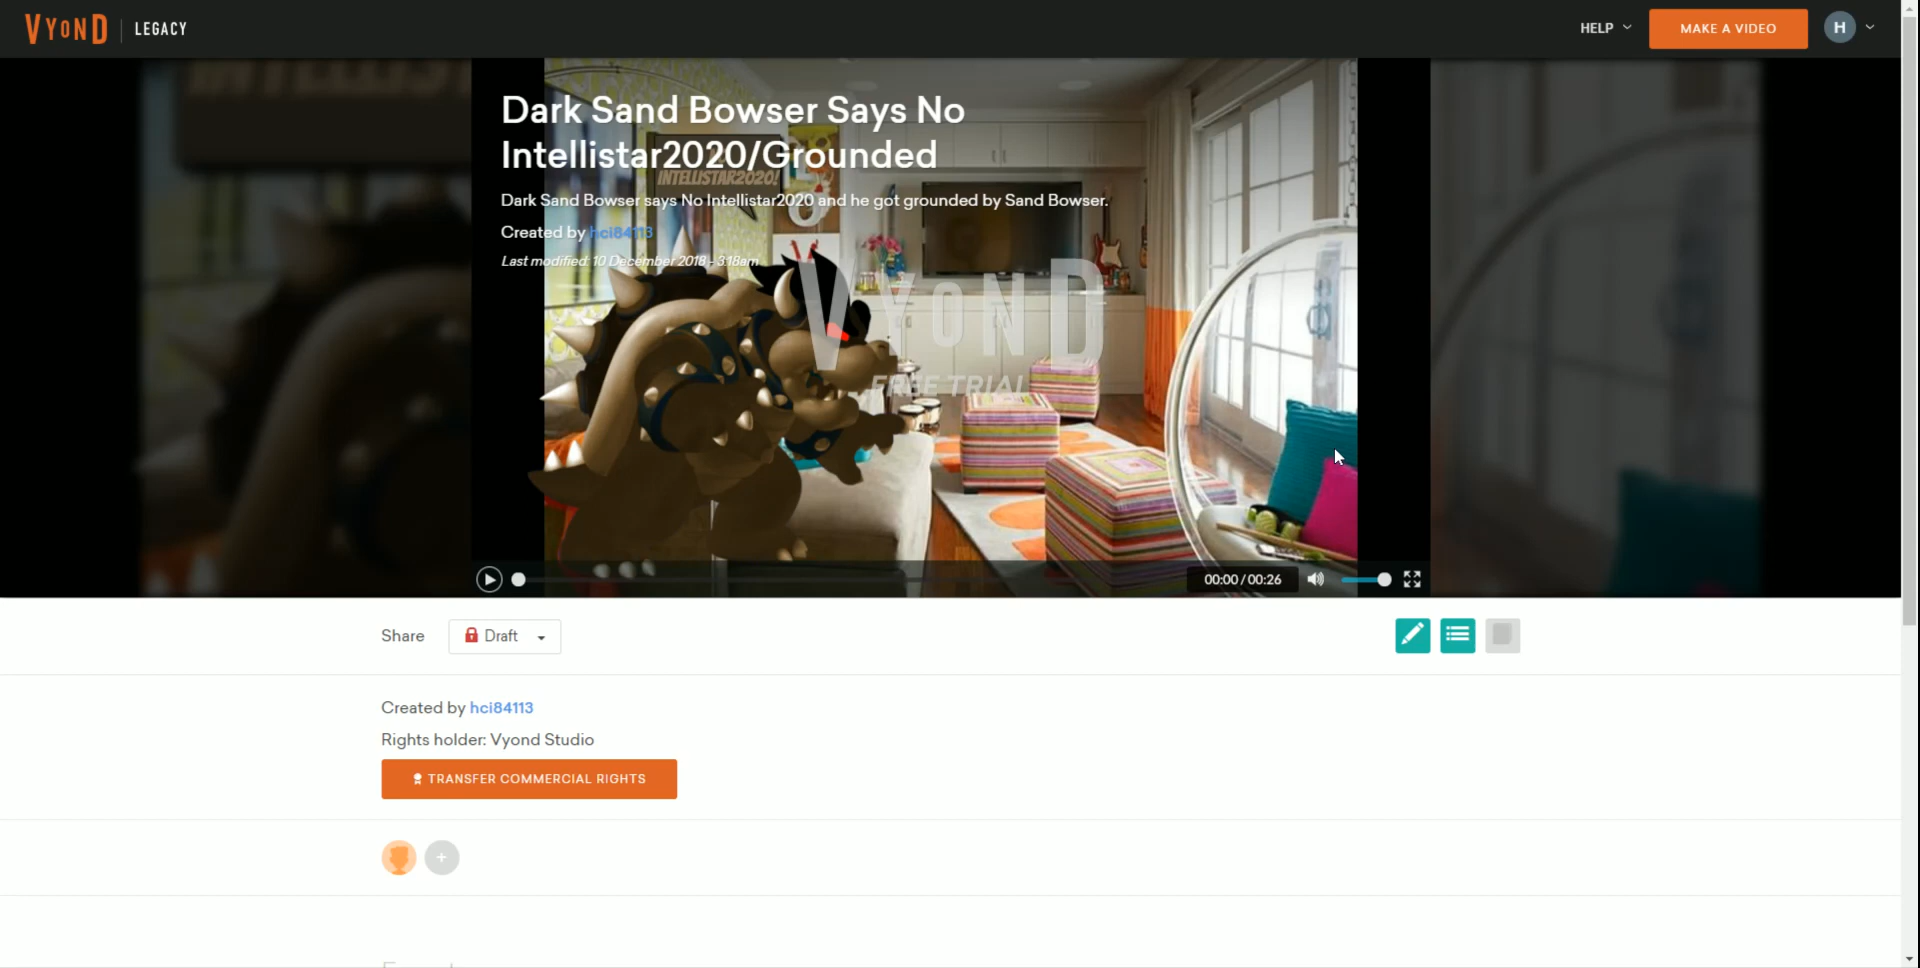 VYOND | LEGACY
HELP
MAKE A VIDEO
H
INTELLIST
Dark Sand Bowser Says No
Intellistar2020/Grounded
INTELLISTAR2020!
Dark Sand Bowser says No Intellistar2020 and he got grounded by Sand Bowser.
Created by hci84113
Last modified: 10 December 2018 - 3:18am
VYOND
FREE TRIAL
00:00 / 00:26
Share
Draft
Created by hci84113
Rights holder: Vyond Studio
TRANSFER COMMERCIAL RIGHTS
+